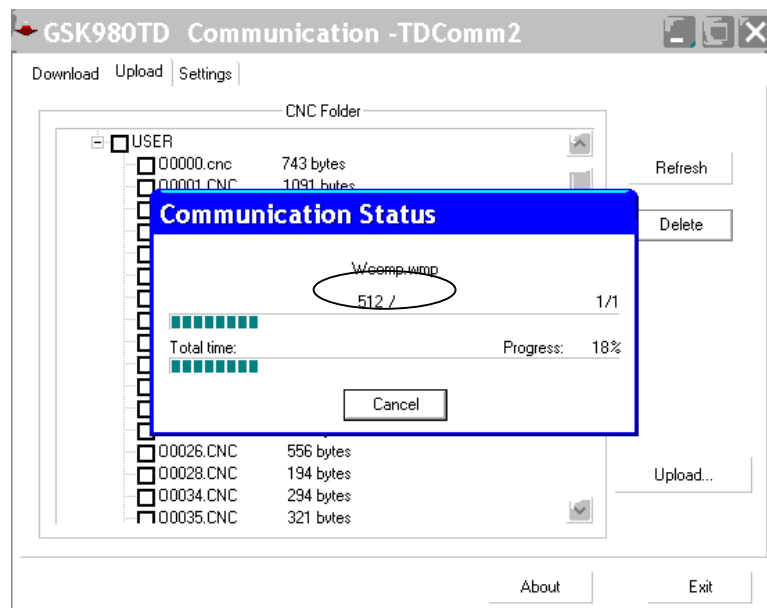 GSK980TD Communication -TDComm2
Download Upload Settings
CNC Folder
USER
O0000.cnc 743 bytes
O0001.CNC 1091 bytes
Refresh
Delete
Communication Status
Wcomp.wmp
512 / 1/1
Total time: Progress: 18%
Cancel
O0026.CNC 556 bytes
O0028.CNC 194 bytes
O0034.CNC 294 bytes
O0035.CNC 321 bytes
Upload...
About Exit